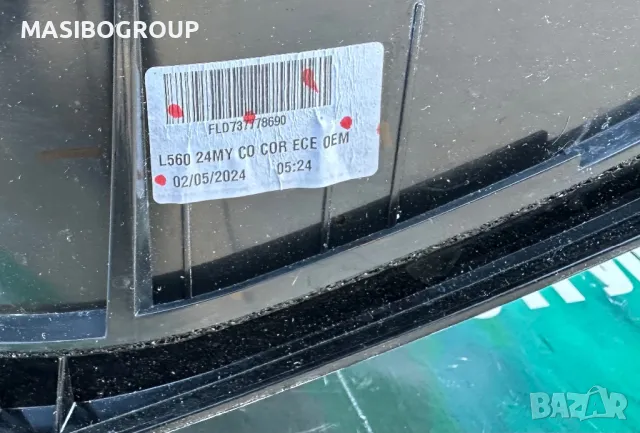 MASIBOGROUP
FLD737778690
L560 24MY CO COR ECE OEM
02/05/2024 05:24
BAZAR